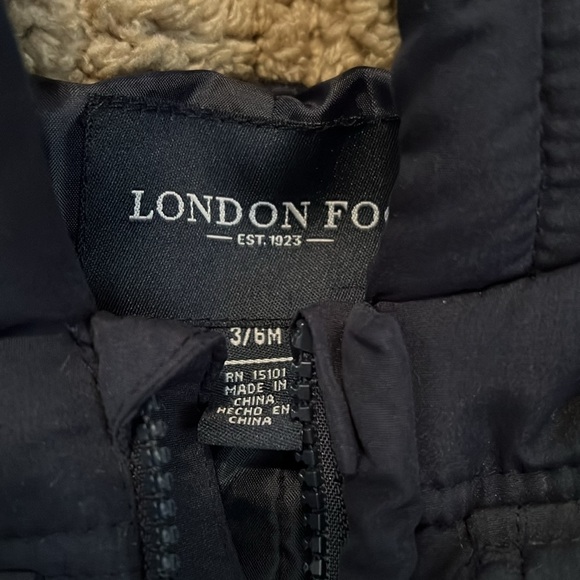 LONDON FO
EST. 1923
3/6M
RN 15101
MADE IN
CHINA
HECHO EN
CHINA